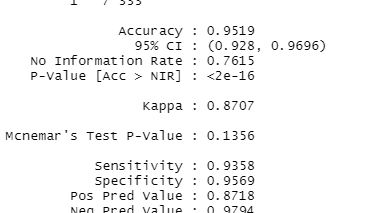 1 7 333
Accuracy : 0.9519
95% CI : (0.928, 0.9696)
No Information Rate : 0.7615
P-Value [Acc > NIR] : <2e-16
Kappa : 0.8707
Mcnemar's Test P-Value : 0.1356
Sensitivity : 0.9358
Specificity : 0.9569
Pos Pred Value : 0.8718
Neg Pred Value : 0.9794